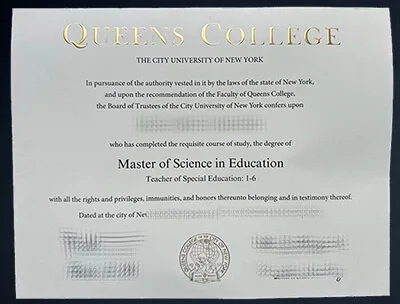 QUEENS COLLEGE
THE CITY UNIVERSITY OF NEW YORK
In pursuance of the authority vested in it by the laws of the state of New York,
and upon the recommendation of the Faculty of Queens College,
the Board of Trustees of the City University of New York confers upon
who has completed the requisite course of study, the degree of
Master of Science in Education
Teacher of Special Education: 1-6
with all the rights and privileges, immunities, and honors thereunto belonging and in testimony thereof.
Dated at the city of